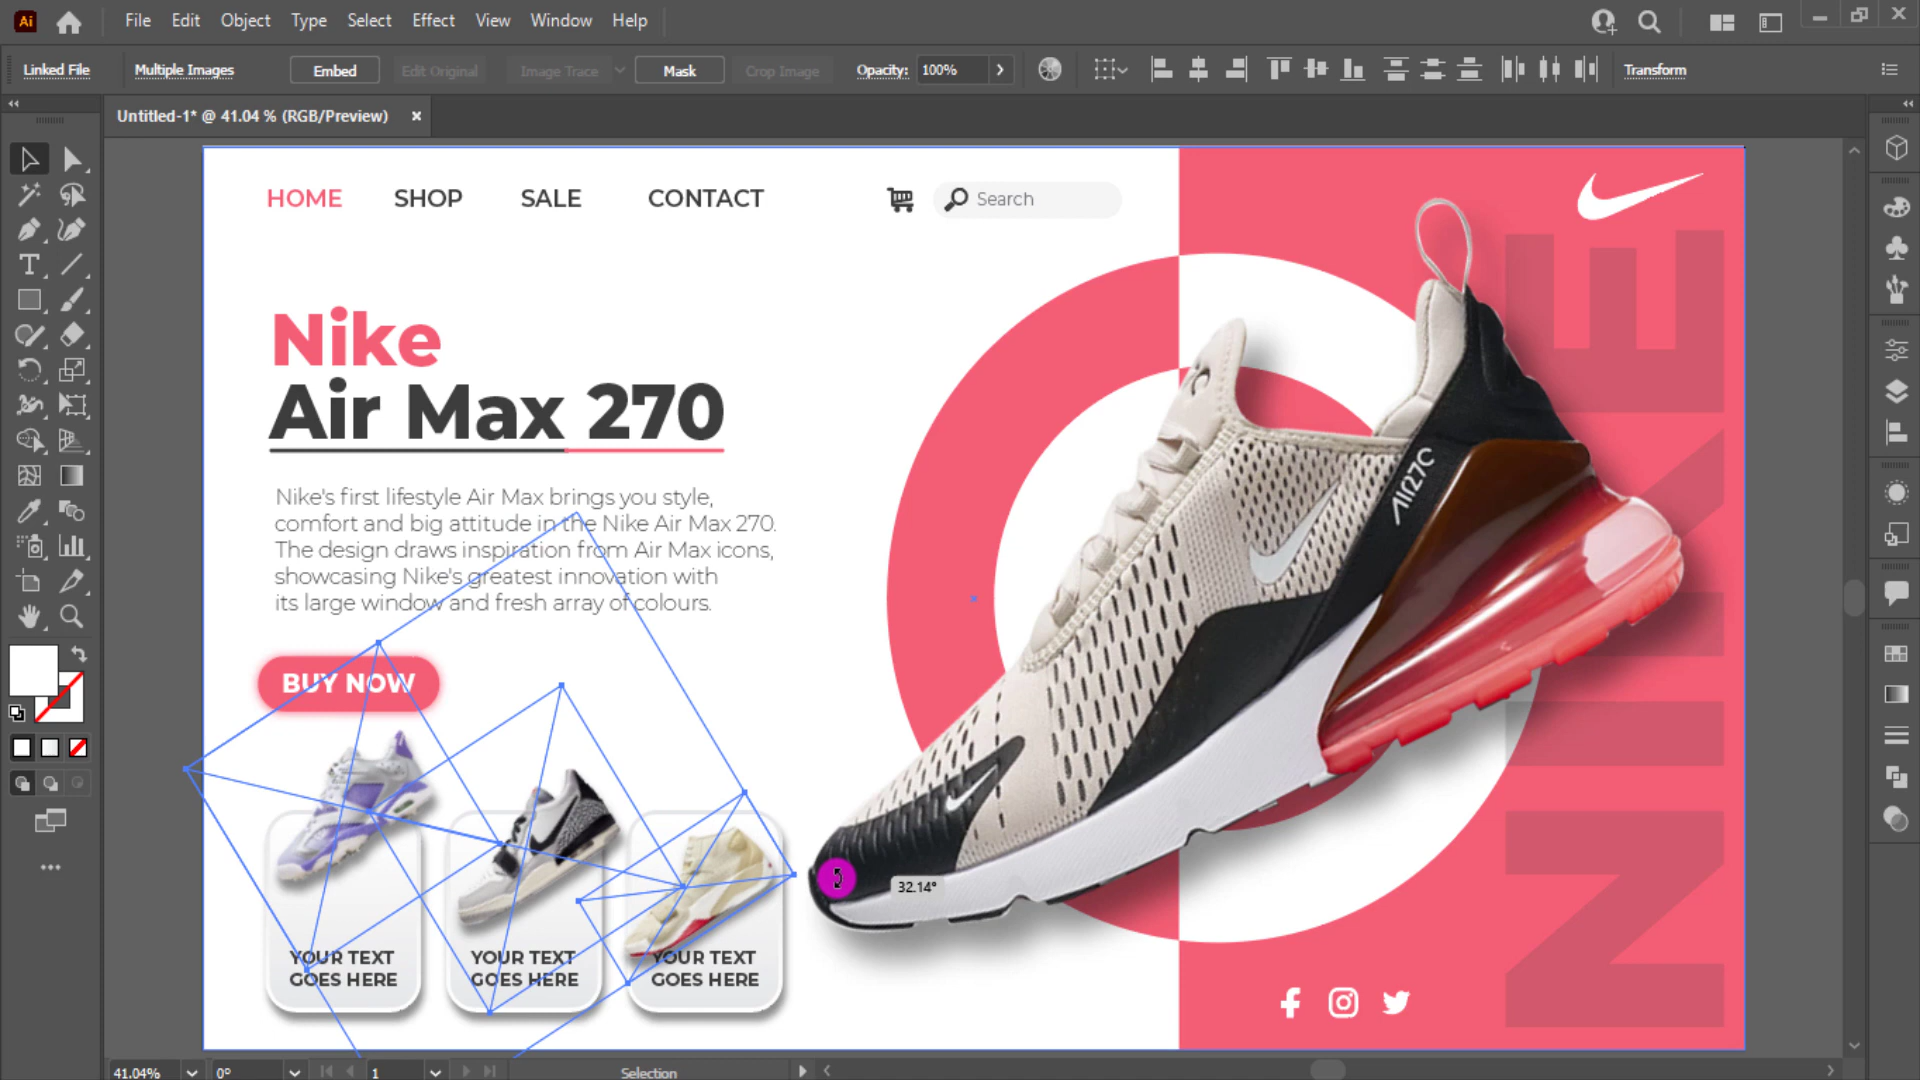 Ai File Edit Object Type Select Effect View Window Help
Linked File Multiple Images Embed Edit Original Image Trace Mask Crop Image Opacity: 100% Transform
Untitled-1* @ 41.04 % (RGB/Preview)
HOME SHOP SALE CONTACT Search
Nike
Air Max 270
Nike's first lifestyle Air Max brings you style,
comfort and big attitude in the Nike Air Max 270.
The design draws inspiration from Air Max icons,
showcasing Nike's greatest innovation with
its large window and fresh array of colours.
BUY NOW
YOUR TEXT
GOES HERE
YOUR TEXT
GOES HERE
YOUR TEXT
GOES HERE
AIR270
32.14°
NIKE
41.04% 0° 1 Selection